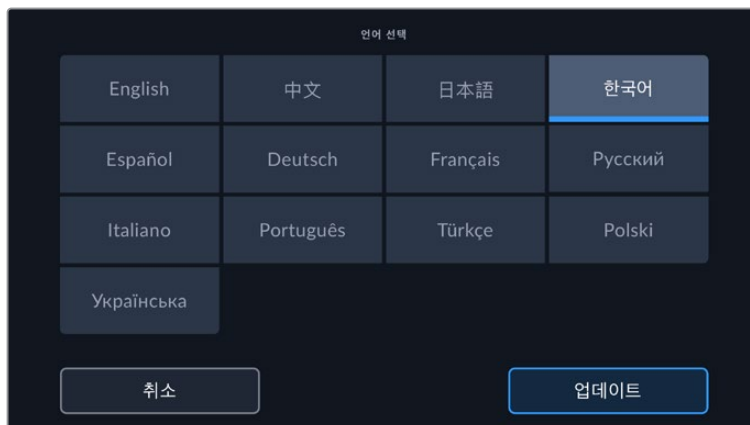 언어 선택
English 中文 日本語 한국어
Español Deutsch Français Русский
Italiano Português Türkçe Polski
Українська
취소 업데이트